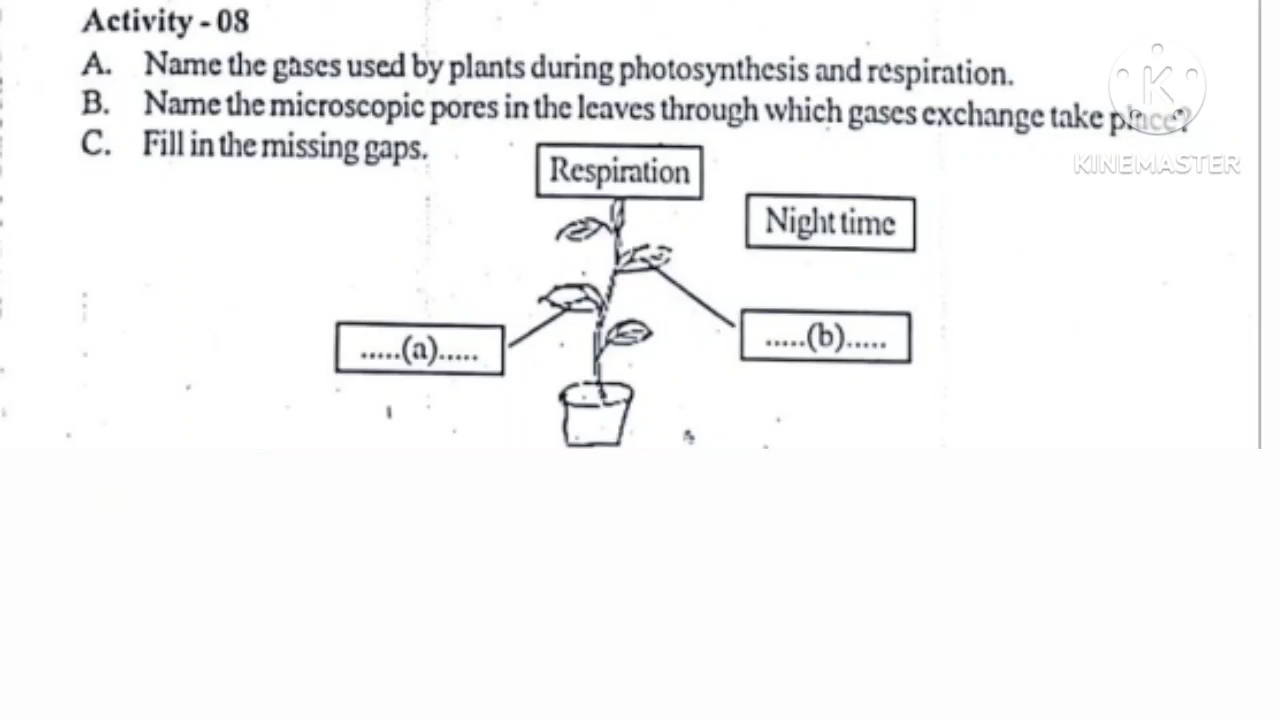 Activity - 08
A. Name the gases used by plants during photosynthesis and respiration.
B. Name the microscopic pores in the leaves through which gases exchange take place?
C. Fill in the missing gaps.
Respiration
Night time
.....(a).....
.....(b).....
K
KINEMASTER